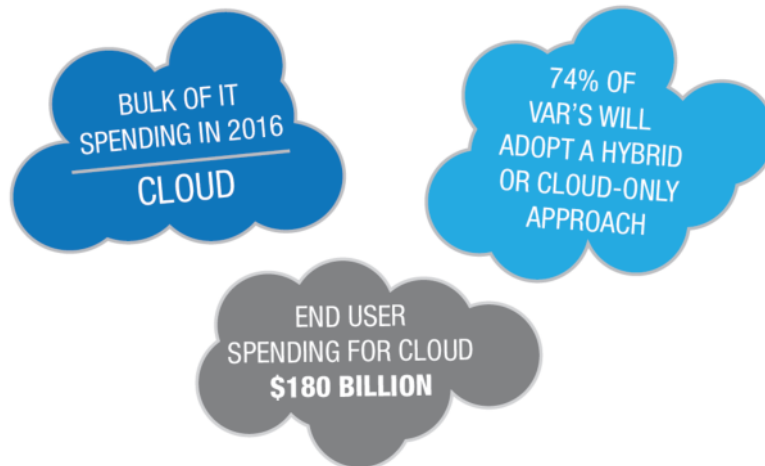 BULK OF IT
SPENDING IN 2016
CLOUD
74% OF
VAR'S WILL
ADOPT A HYBRID
OR CLOUD-ONLY
APPROACH
END USER
SPENDING FOR CLOUD
$180 BILLION